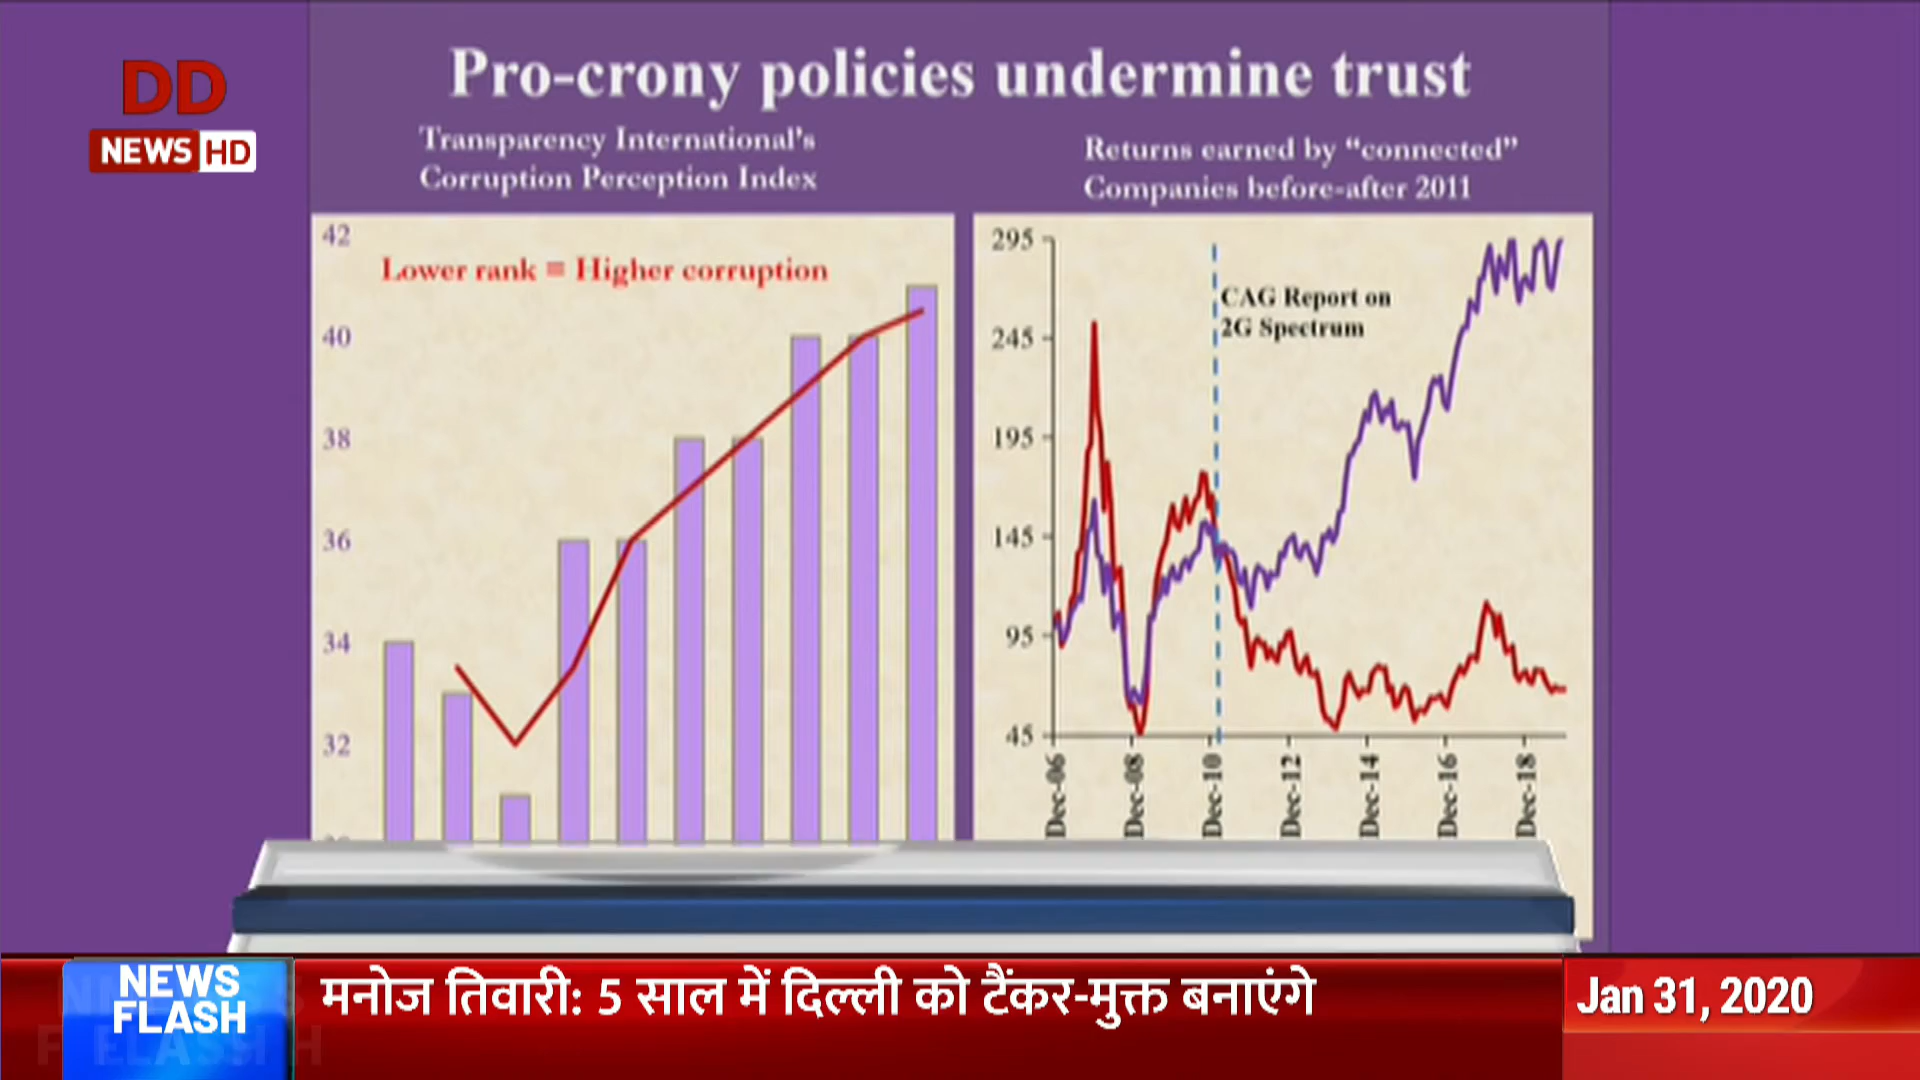 DD
NEWS HD
Pro-crony policies undermine trust
Transparency International's
Corruption Perception Index
Returns earned by “connected”
Companies before-after 2011
42
40
38
36
34
32
Lower rank = Higher corruption
295
245
195
145
95
45
CAG Report on
2G Spectrum
Dec-06
Dec-08
Dec-10
Dec-12
Dec-14
Dec-16
Dec-18
NEWS
FLASH
मनोज तिवारी: 5 साल में दिल्ली को टैंकर-मुक्त बनाएंगे
Jan 31, 2020